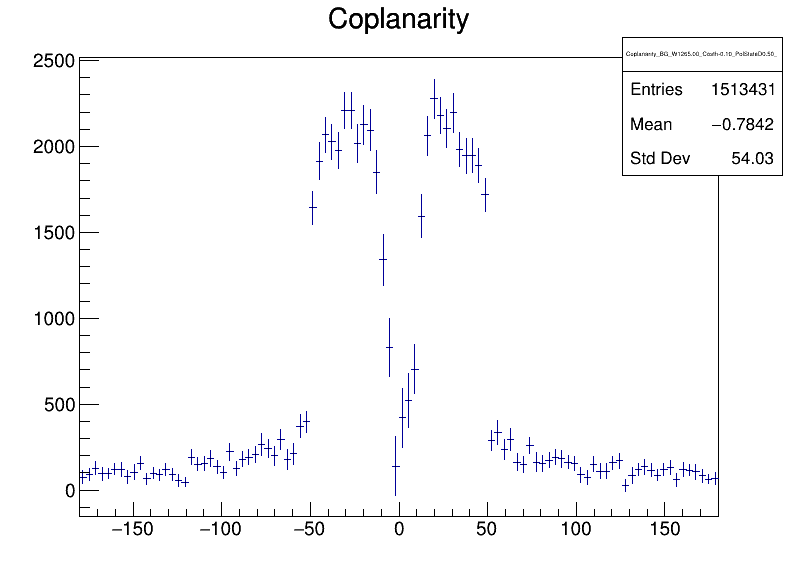 Coplanarity
Coplanarity_BG_W1265.00_Costh-0.10_PolStateD0.50_
Entries 1513431
Mean −0.7842
Std Dev 54.03
2500
2000
1500
1000
500
0
−150 −100 −50 0 50 100 150